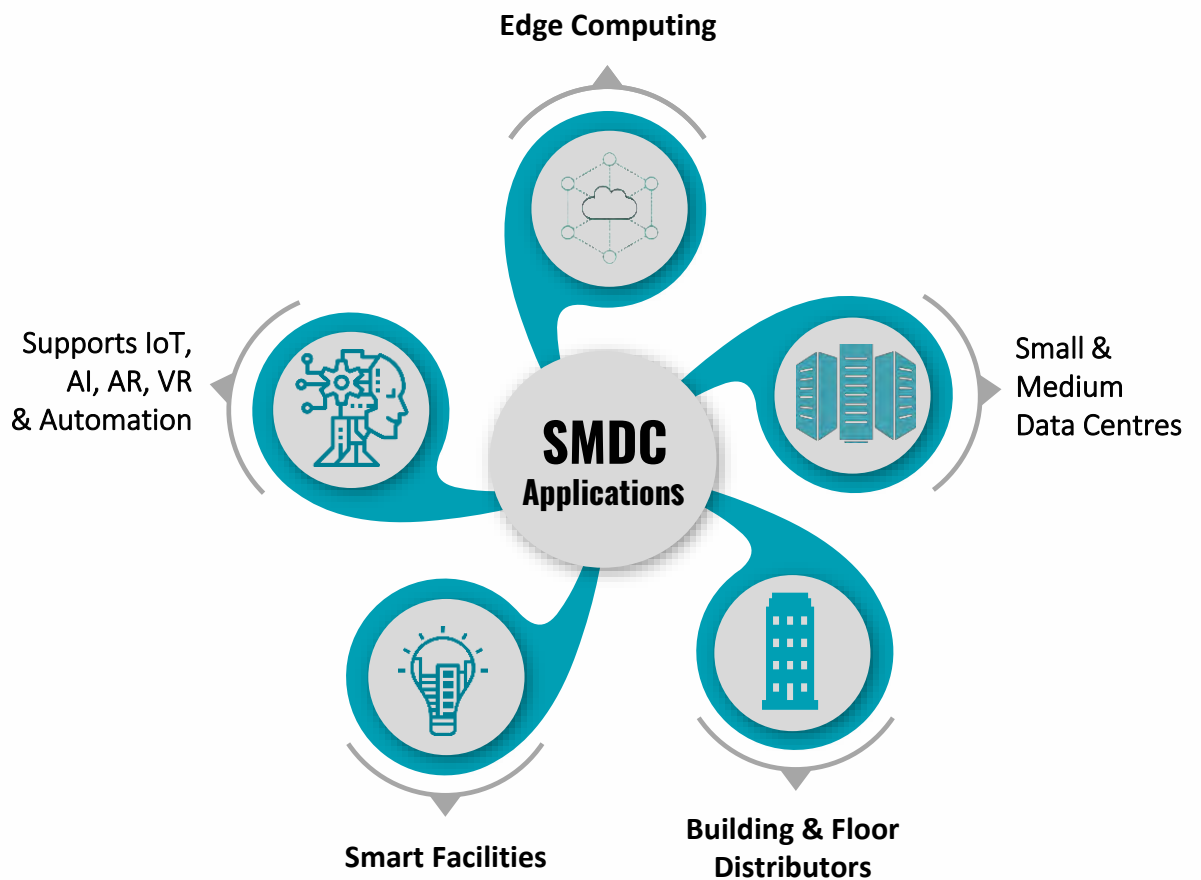 Edge Computing
Supports IoT,
AI, AR, VR
& Automation
Small &
Medium
Data Centres
SMDC
Applications
Building & Floor
Distributors
Smart Facilities